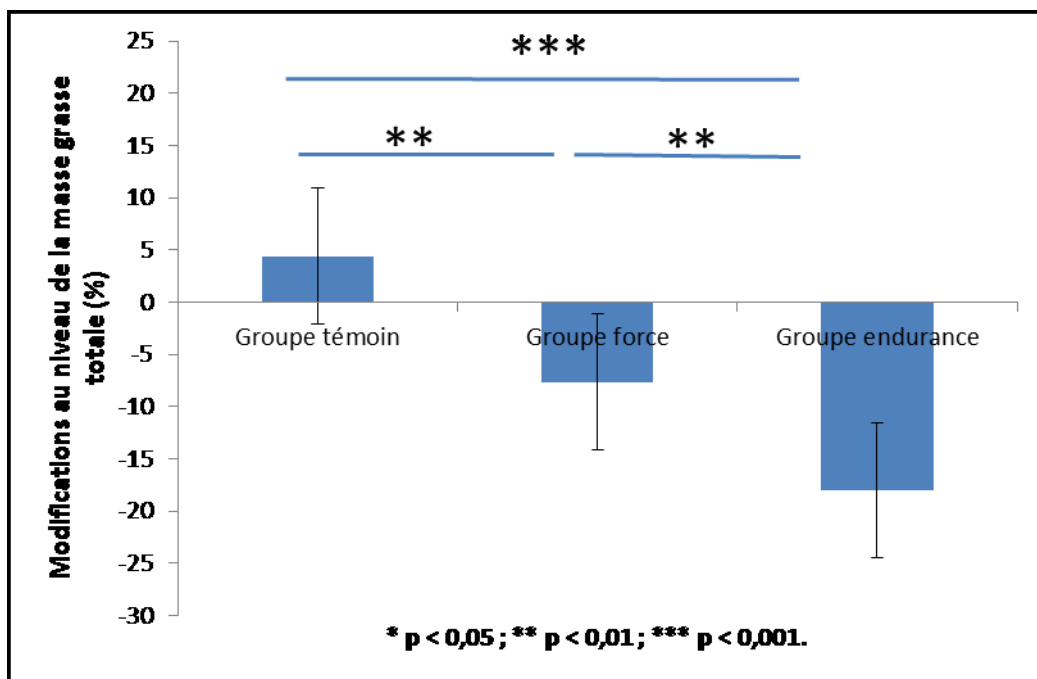 Modifications au niveau de la masse grasse
totale (%)
25
20
15
10
5
0
-5
-10
-15
-20
-25
-30
***
**
**
Groupe témoin
Groupe force
Groupe endurance
* p < 0,05 ; ** p < 0,01 ; *** p < 0,001.